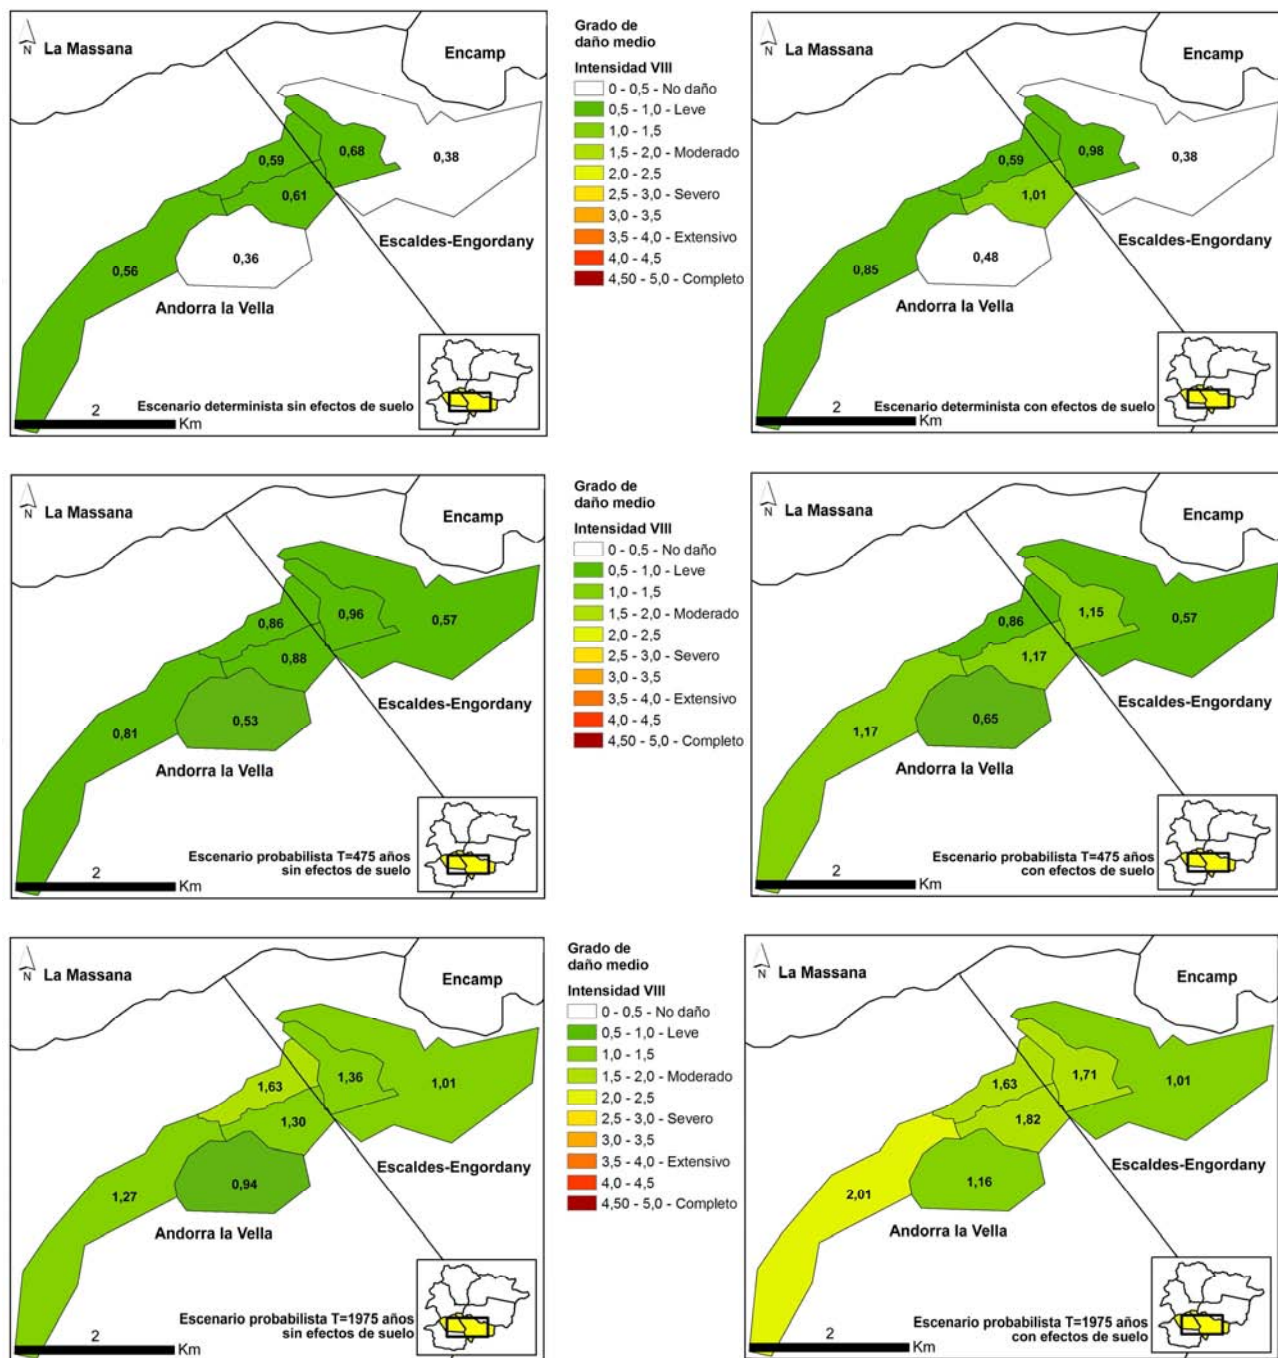 N
La Massana
Encamp
0,59
0,68
0,38
0,61
0,56
0,36
Escaldes-Engordany
Andorra la Vella
Escenario determinista sin efectos de suelo
2
Km
Grado de
daño medio
Intensidad VIII
0 - 0,5 - No daño
0,5 - 1,0 - Leve
1,0 - 1,5
1,5 - 2,0 - Moderado
2,0 - 2,5
2,5 - 3,0 - Severo
3,0 - 3,5
3,5 - 4,0 - Extensivo
4,0 - 4,5
4,50 - 5,0 - Completo
N
La Massana
Encamp
0,59
0,98
0,38
1,01
0,85
0,48
Escaldes-Engordany
Andorra la Vella
Escenario determinista con efectos de suelo
2
Km
N
La Massana
Encamp
0,86
0,96
0,57
0,88
0,81
0,53
Escaldes-Engordany
Andorra la Vella
Escenario probabilista T=475 años
sin efectos de suelo
2
Km
Grado de
daño medio
Intensidad VIII
0 - 0,5 - No daño
0,5 - 1,0 - Leve
1,0 - 1,5
1,5 - 2,0 - Moderado
2,0 - 2,5
2,5 - 3,0 - Severo
3,0 - 3,5
3,5 - 4,0 - Extensivo
4,0 - 4,5
4,50 - 5,0 - Completo
N
La Massana
Encamp
0,86
1,15
0,57
1,17
1,17
0,65
Escaldes-Engordany
Andorra la Vella
Escenario probabilista T=475 años
con efectos de suelo
2
Km
N
La Massana
Encamp
1,63
1,36
1,01
1,30
1,27
0,94
Escaldes-Engordany
Andorra la Vella
Escenario probabilista T=1975 años
sin efectos de suelo
2
Km
Grado de
daño medio
Intensidad VIII
0 - 0,5 - No daño
0,5 - 1,0 - Leve
1,0 - 1,5
1,5 - 2,0 - Moderado
2,0 - 2,5
2,5 - 3,0 - Severo
3,0 - 3,5
3,5 - 4,0 - Extensivo
4,0 - 4,5
4,50 - 5,0 - Completo
N
La Massana
Encamp
1,63
1,71
1,01
1,82
2,01
1,16
Escaldes-Engordany
Andorra la Vella
Escenario probabilista T=1975 años
con efectos de suelo
2
Km